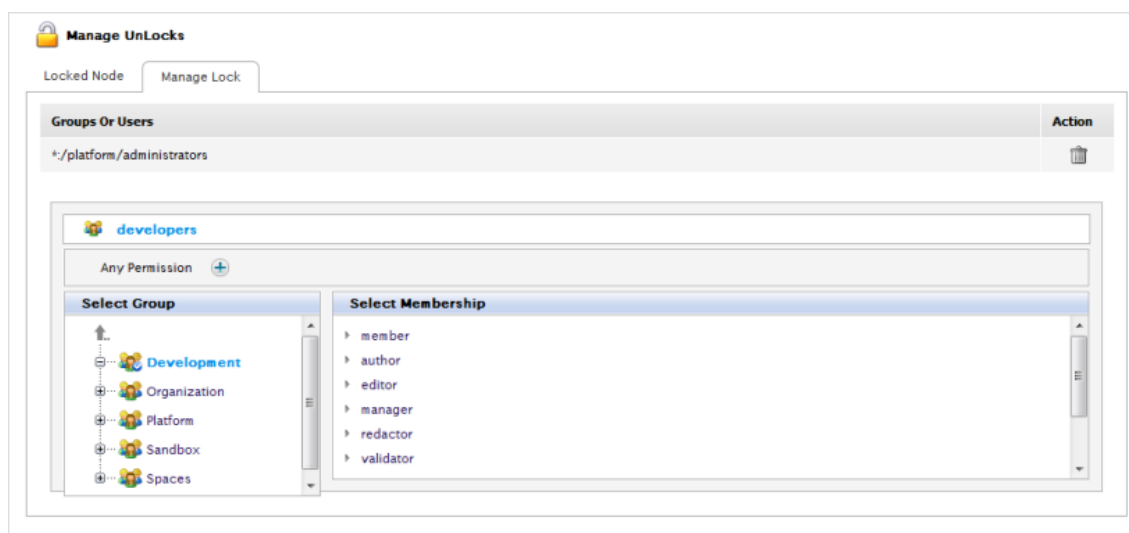 Manage UnLocks
Locked Node Manage Lock
Groups Or Users Action
*:/platform/administrators
developers
Any Permission
Select Group Select Membership
member
Development author
Organization editor
Platform manager
Sandbox redactor
Spaces validator